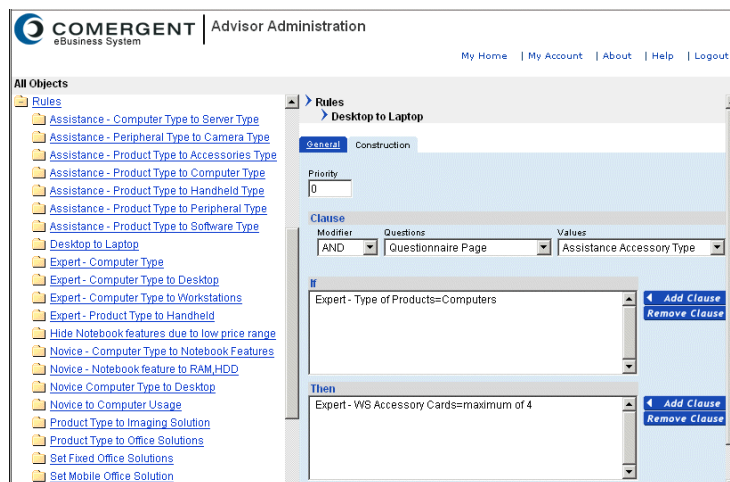 COMERGENT
eBusiness System
Advisor Administration
My Home | My Account | About | Help | Logout
All Objects
Rules
Assistance - Computer Type to Server Type
Assistance - Peripheral Type to Camera Type
Assistance - Product Type to Accessories Type
Assistance - Product Type to Computer Type
Assistance - Product Type to Handheld Type
Assistance - Product Type to Peripheral Type
Assistance - Product Type to Software Type
Desktop to Laptop
Expert - Computer Type
Expert - Computer Type to Desktop
Expert - Computer Type to Workstations
Expert - Product Type to Handheld
Hide Notebook features due to low price range
Novice - Computer Type to Notebook Features
Novice - Notebook feature to RAM,HDD
Novice Computer Type to Desktop
Novice to Computer Usage
Product Type to Imaging Solution
Product Type to Office Solutions
Set Fixed Office Solutions
Set Mobile Office Solution
Rules
Desktop to Laptop
General Construction
Priority
0
Clause
Modifier Questions Values
AND Questionnaire Page Assistance Accessory Type
If
Expert - Type of Products=Computers
Add Clause
Remove Clause
Then
Expert - WS Accessory Cards=maximum of 4
Add Clause
Remove Clause